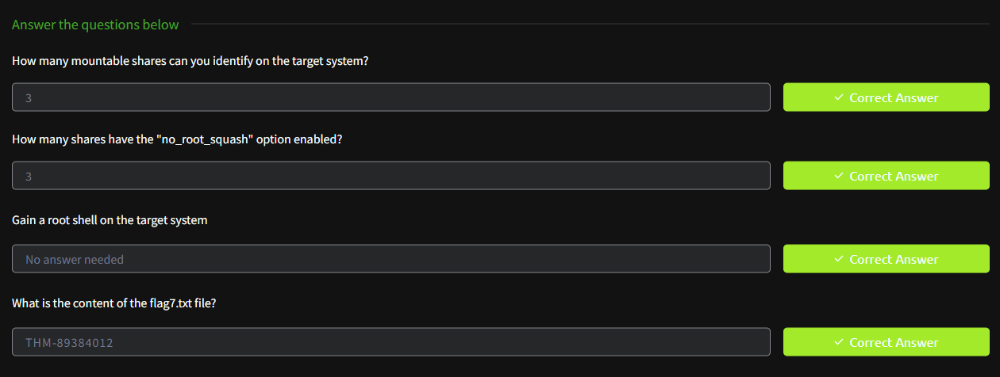 Answer the questions below
How many mountable shares can you identify on the target system?
3
✓ Correct Answer
How many shares have the "no_root_squash" option enabled?
3
✓ Correct Answer
Gain a root shell on the target system
No answer needed
✓ Correct Answer
What is the content of the flag7.txt file?
THM-89384012
✓ Correct Answer